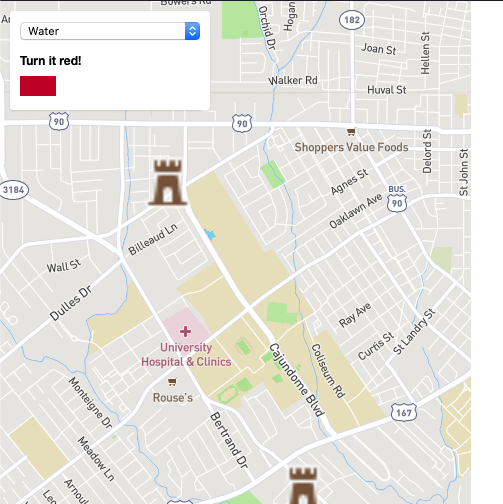 Bowers Rd
Orchid Dr
Hogan
182
Water
Joan St
Hellen St
Turn it red!
Walker Rd
Huval St
90
90
Shoppers Value Foods
Delord St
St John St
3184
Agnes St
BUS.
90
Oaklawn Ave
Billeaud Ln
Wall St
Dulles Dr
Ray Ave
St Landry St
University
Hospital & Clinics
Curtis St
Coliseum Rd
Cajundome Blvd
Rouse's
Monteigne Dr
167
Bertrand Dr
Meadow Ln